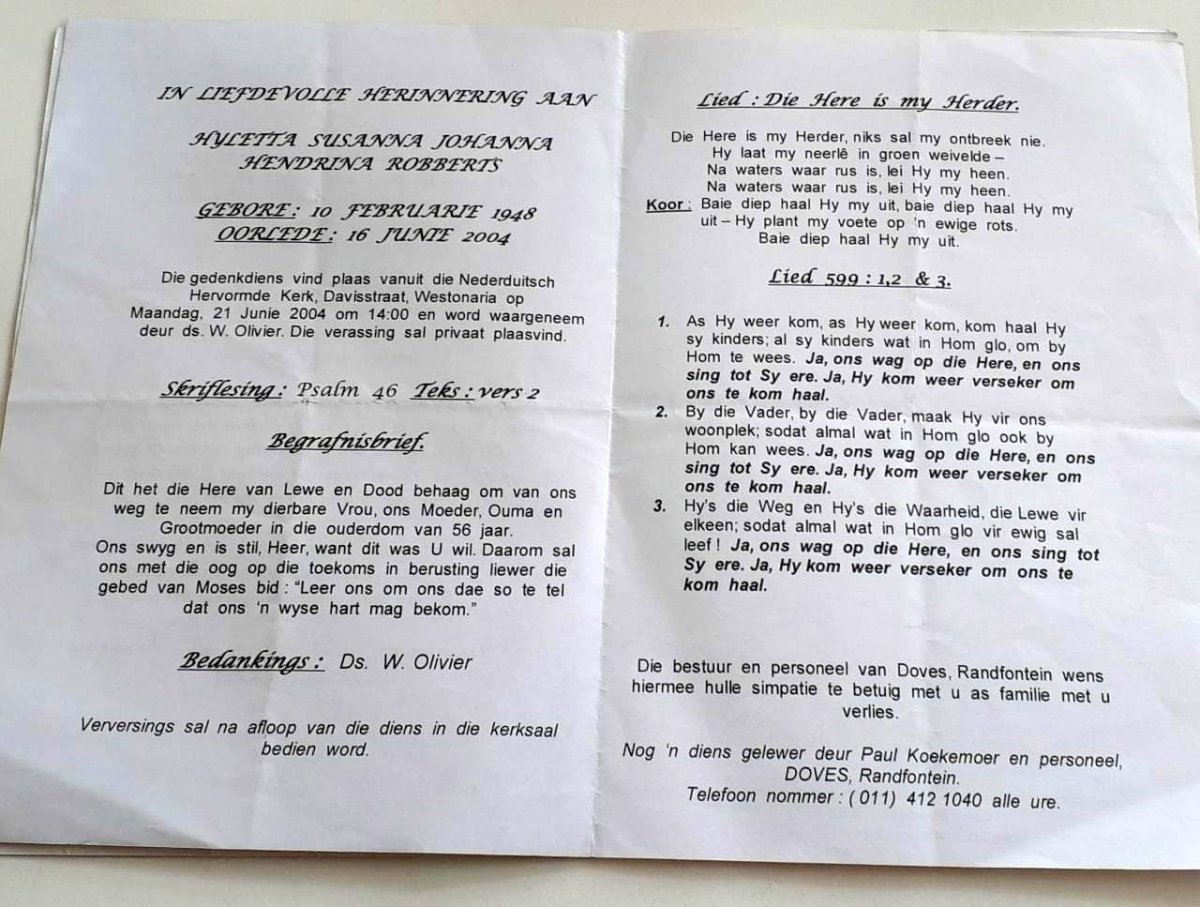 IN LIEFDEVOLLE HERINNERING AAN
HYLETTA SUSANNA JOHANNA
HENDRINA ROBBERTS
GEBORE : 10 FEBRUARIE 1948
OORLEDE : 16 JUNIE 2004
Die gedenkdiens vind plaas vanuit die Nederduitsch
Hervormde Kerk, Davisstraat, Westonaria op
Maandag, 21 Junie 2004 om 14:00 en word waargeneem
deur ds. W. Olivier. Die verassing sal privaat plaasvind.
Skriflesing : Psalm 46 Teks : vers 2
Begrafnisbrief.
Dit het die Here van Lewe en Dood behaag om van ons
weg te neem my dierbare Vrou, ons Moeder, Ouma en
Grootmoeder in die ouderdom van 56 jaar.
Ons swyg en is stil, Heer, want dit was U wil. Daarom sal
ons met die oog op die toekoms in berusting liewer die
gebed van Moses bid : "Leer ons om ons dae so te tel
dat ons 'n wyse hart mag bekom."
Bedankings : Ds. W. Olivier
Verversings sal na afloop van die diens in die kerksaal
bedien word.
Lied : Die Here is my Herder.
Die Here is my Herder, niks sal my ontbreek nie.
Hy laat my neerlê in groen weivelde –
Na waters waar rus is, lei Hy my heen.
Na waters waar rus is, lei Hy my heen.
Koor : Baie diep haal Hy my uit, baie diep haal Hy my
uit – Hy plant my voete op 'n ewige rots.
Baie diep haal Hy my uit.
Lied 599 : 1,2 & 3.
1. As Hy weer kom, as Hy weer kom, kom haal Hy
sy kinders; al sy kinders wat in Hom glo, om by
Hom te wees. Ja, ons wag op die Here, en ons
sing tot Sy ere. Ja, Hy kom weer verseker om
ons te kom haal.
2. By die Vader, by die Vader, maak Hy vir ons
woonplek; sodat almal wat in Hom glo ook by
Hom kan wees. Ja, ons wag op die Here, en ons
sing tot Sy ere. Ja, Hy kom weer verseker om
ons te kom haal.
3. Hy's die Weg en Hy's die Waarheid, die Lewe vir
elkeen; sodat almal wat in Hom glo vir ewig sal
leef ! Ja, ons wag op die Here, en ons sing tot
Sy ere. Ja, Hy kom weer verseker om ons te
kom haal.
Die bestuur en personeel van Doves, Randfontein wens
hiermee hulle simpatie te betuig met u as familie met u
verlies.
Nog 'n diens gelewer deur Paul Koekemoer en personeel,
DOVES, Randfontein.
Telefoon nommer : ( 011) 412 1040 alle ure.